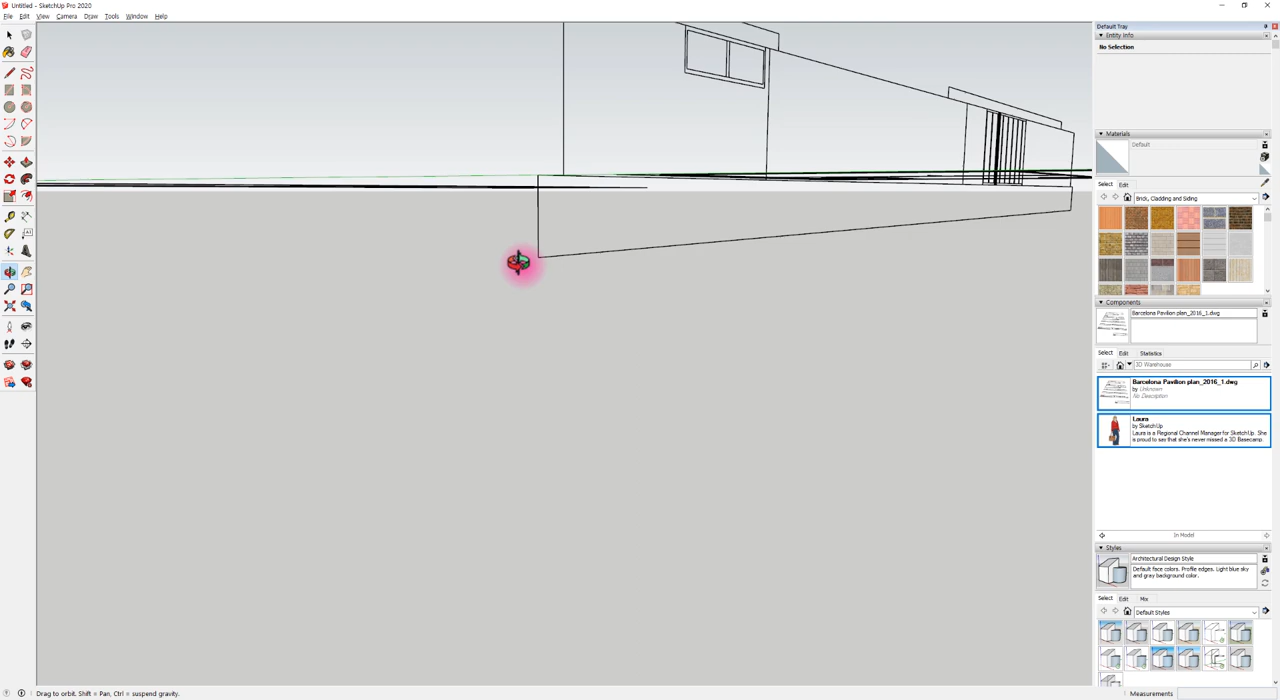 Untitled - SketchUp Pro 2020
File Edit View Camera Draw Tools Window Help
Default Tray
Entity Info
No Selection
Materials
Default
Select Edit
Brick, Cladding and Siding
Components
Barcelona Pavilion plan_2016_1.dwg
Select Edit Statistics
3D Warehouse
Barcelona Pavilion plan_2016_1.dwg
by Unknown
No Description
Laura
by SketchUp
Laura is a Regional Channel Manager for SketchUp. She
is proud to say that she's never missed a 3D Basecamp
In Model
Styles
Architectural Design Style
Default face colors. Profile edges. Light blue sky
and gray background color.
Select Edit Mix
Default Styles
Drag to orbit. Shift = Pan, Ctrl = suspend gravity.
Measurements